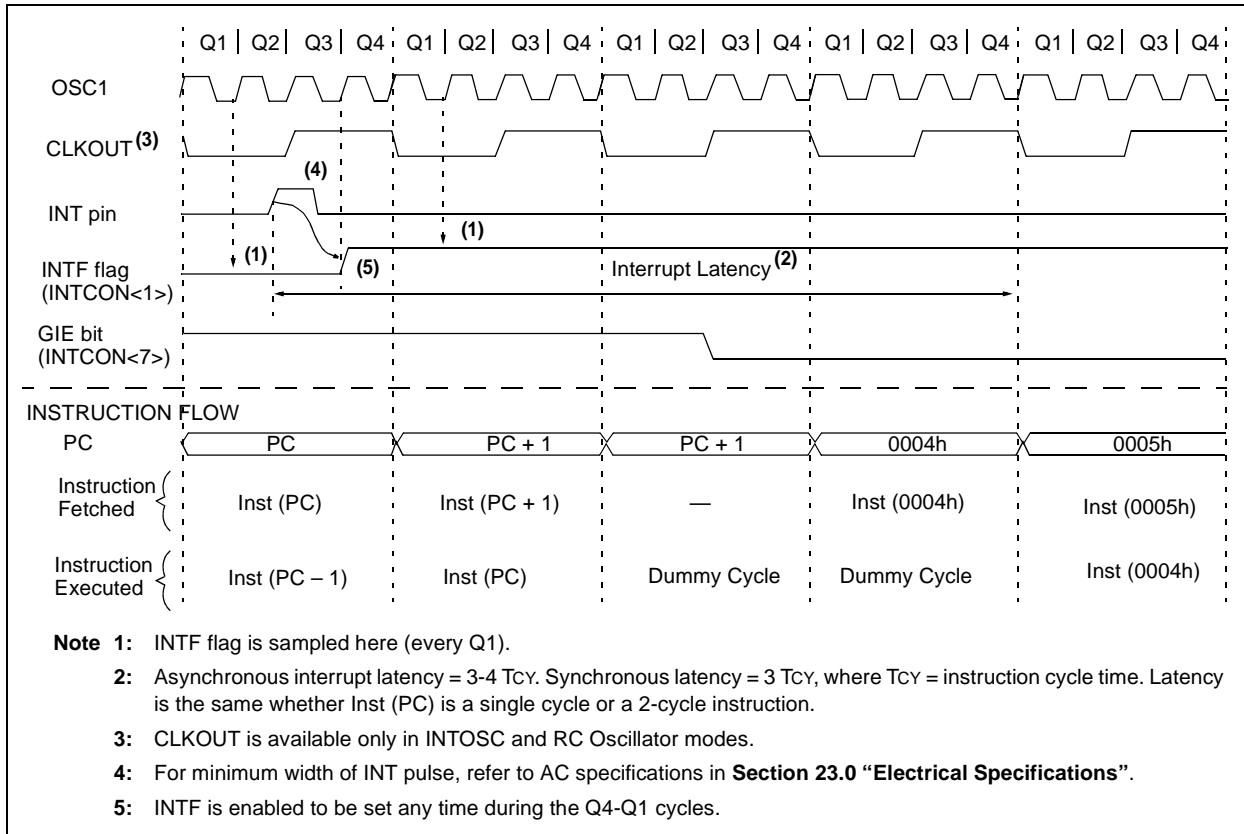 Q1 Q2 Q3 Q4 Q1 Q2 Q3 Q4 Q1 Q2 Q3 Q4 Q1 Q2 Q3 Q4 Q1 Q2 Q3 Q4
OSC1
CLKOUT (3)
(4)
INT pin
(1) (1)
INTF flag
(INTCON<1>)
(5)
Interrupt Latency (2)
GIE bit
(INTCON<7>)
INSTRUCTION FLOW
PC PC PC + 1 PC + 1 0004h 0005h
Instruction
Fetched
Inst (PC) Inst (PC + 1) — Inst (0004h) Inst (0005h)
Instruction
Executed
Inst (PC – 1) Inst (PC) Dummy Cycle Dummy Cycle Inst (0004h)
Note 1: INTF flag is sampled here (every Q1).
2: Asynchronous interrupt latency = 3-4 TCY. Synchronous latency = 3 TCY, where TCY = instruction cycle time. Latency
is the same whether Inst (PC) is a single cycle or a 2-cycle instruction.
3: CLKOUT is available only in INTOSC and RC Oscillator modes.
4: For minimum width of INT pulse, refer to AC specifications in Section 23.0 “Electrical Specifications”.
5: INTF is enabled to be set any time during the Q4-Q1 cycles.